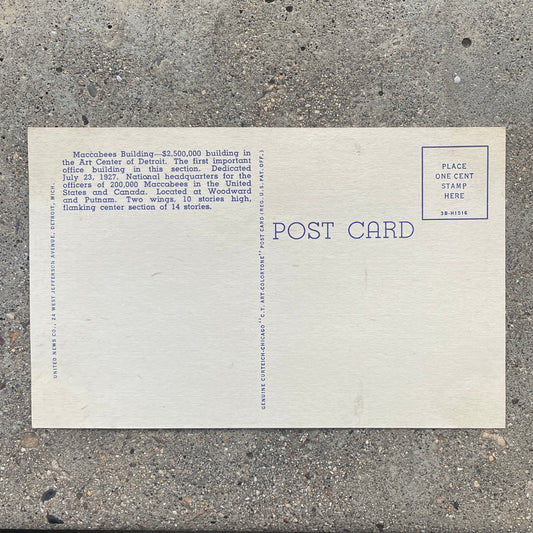 Maccabees Building—$2,500,000 building in
the Art Center of Detroit. The first important
office building in this section. Dedicated
July 23, 1927. National headquarters for the
officers of 200,000 Maccabees in the United
States and Canada. Located at Woodward
and Putnam. Two wings, 10 stories high,
flanking center section of 14 stories.
UNITED NEWS CO., 24 WEST JEFFERSON AVENUE, DETROIT, MICH.
GENUINE CURTEICH-CHICAGO "C.T. ART-COLORTONE" POST CARD (REG. U.S. PAT. OFF.)
POST CARD
PLACE
ONE CENT
STAMP
HERE
3B-H1516